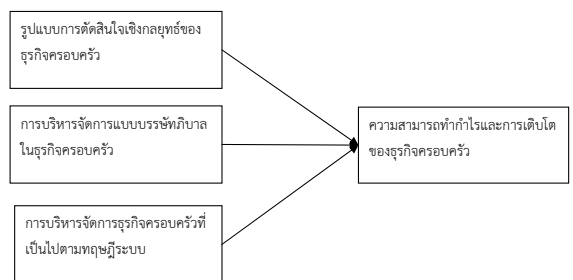 รูปแบบการตัดสินใจเชิงกลยุทธ์ของ
ธุรกิจครอบครัว
การบริหารจัดการแบบบรรษัทภิบาล
ในธุรกิจครอบครัว
ความสามารถทำกำไรและการเติบโต
ของธุรกิจครอบครัว
การบริหารจัดการธุรกิจครอบครัวที่
เป็นไปตามทฤษฎีระบบ